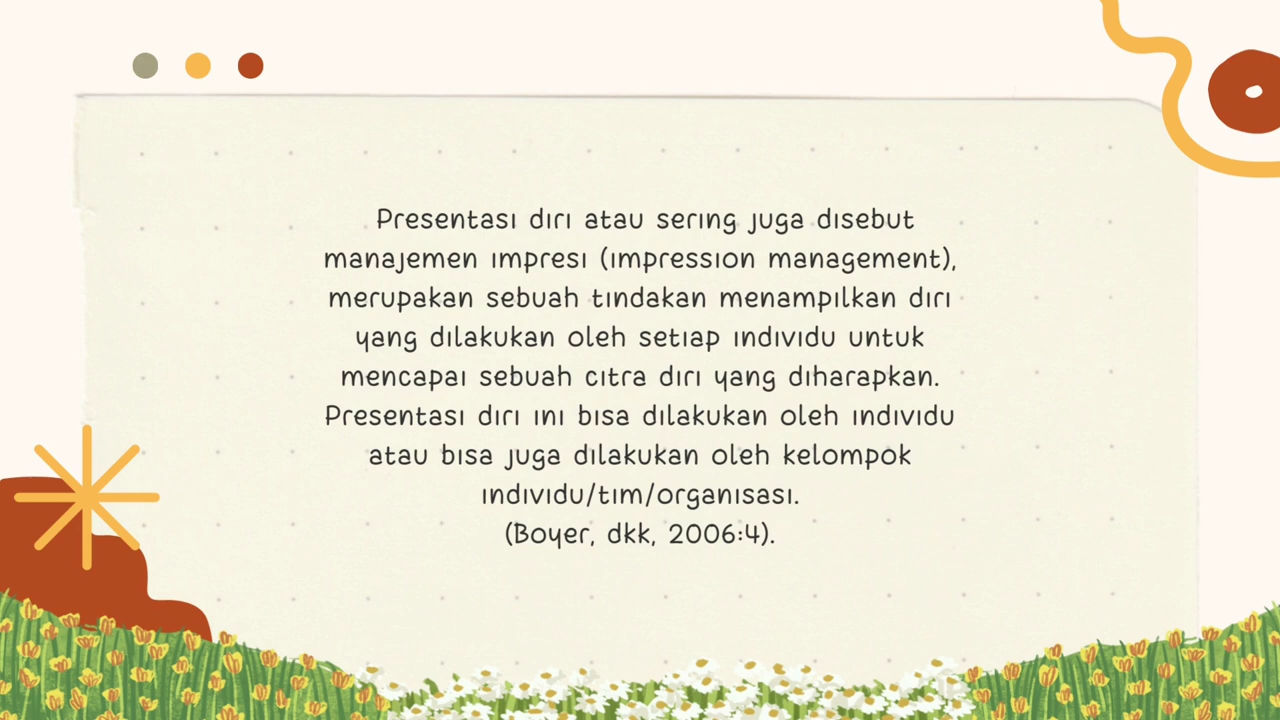 Presentasi diri atau sering juga disebut
manajemen impresi (impression management),
merupakan sebuah tindakan menampilkan diri
yang dilakukan oleh setiap individu untuk
mencapai sebuah citra diri yang diharapkan.
Presentasi diri ini bisa dilakukan oleh individu
atau bisa juga dilakukan oleh kelompok
individu/tim/organisasi.
(Boyer, dkk, 2006:4).